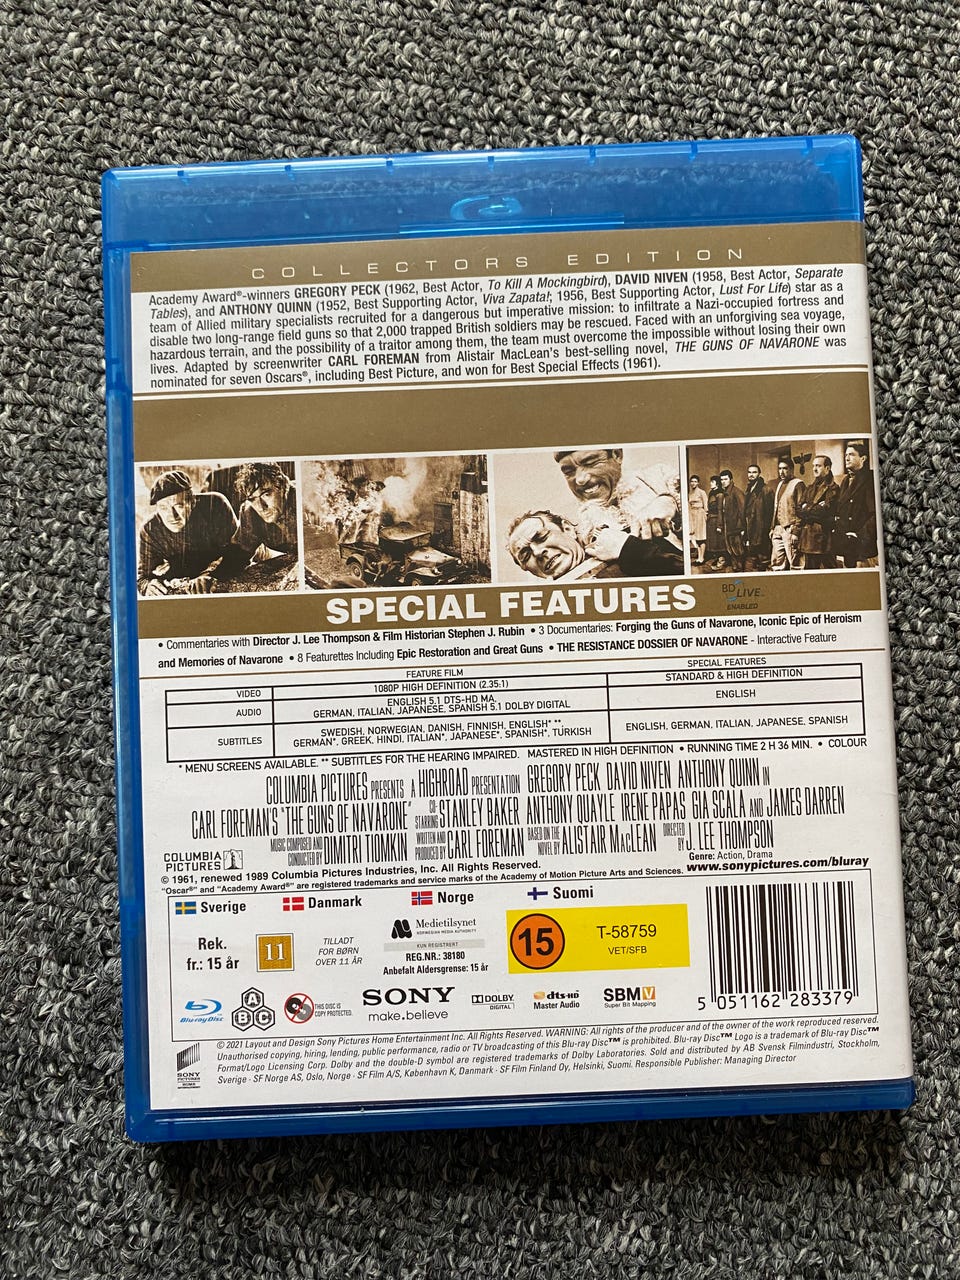 COLLECTORS EDITION
Academy Award®-winners GREGORY PECK (1962, Best Actor, To Kill A Mockingbird), DAVID NIVEN (1958, Best Actor, Separate
Tables), and ANTHONY QUINN (1952, Best Supporting Actor, Viva Zapata!; 1956, Best Supporting Actor, Lust For Life) star as a
team of Allied military specialists recruited for a dangerous but imperative mission: to infiltrate a Nazi-occupied fortress and
disable two long-range field guns so that 2,000 trapped British soldiers may be rescued. Faced with an unforgiving sea voyage,
hazardous terrain, and the possibility of a traitor among them, the team must overcome the impossible without losing their own
lives. Adapted by screenwriter CARL FOREMAN from Alistair MacLean's best-selling novel, THE GUNS OF NAVARONE was
nominated for seven Oscars®, including Best Picture, and won for Best Special Effects (1961).
SPECIAL FEATURES
BD LIVE™
ENABLED
• Commentaries with Director J. Lee Thompson & Film Historian Stephen J. Rubin • 3 Documentaries: Forging the Guns of Navarone, Iconic Epic of Heroism
and Memories of Navarone • 8 Featurettes Including Epic Restoration and Great Guns • THE RESISTANCE DOSSIER OF NAVARONE - Interactive Feature
FEATURE FILM SPECIAL FEATURES
VIDEO 1080P HIGH DEFINITION (2.35:1) STANDARD & HIGH DEFINITION
AUDIO ENGLISH 5.1 DTS-HD MA, ENGLISH
GERMAN, ITALIAN, JAPANESE, SPANISH 5.1 DOLBY DIGITAL
SUBTITLES SWEDISH, NORWEGIAN, DANISH, FINNISH, ENGLISH* **, ENGLISH, GERMAN, ITALIAN, JAPANESE, SPANISH
GERMAN*, GREEK, HINDI, ITALIAN*, JAPANESE*, SPANISH*, TURKISH
* MENU SCREENS AVAILABLE. ** SUBTITLES FOR THE HEARING IMPAIRED. MASTERED IN HIGH DEFINITION • RUNNING TIME 2 H 36 MIN. • COLOUR
COLUMBIA PICTURES PRESENTS A HIGHROAD PRESENTATION GREGORY PECK DAVID NIVEN ANTHONY QUINN IN
CARL FOREMAN'S "THE GUNS OF NAVARONE" CO-STARRING STANLEY BAKER ANTHONY QUAYLE IRENE PAPAS GIA SCALA AND JAMES DARREN
MUSIC COMPOSED AND CONDUCTED BY DIMITRI TIOMKIN WRITTEN AND PRODUCED BY CARL FOREMAN BASED ON THE NOVEL BY ALISTAIR MacLEAN DIRECTED BY J. LEE THOMPSON
COLUMBIA
PICTURES
Genre: Action, Drama
© 1961, renewed 1989 Columbia Pictures Industries, Inc. All Rights Reserved.
www.sonypictures.com/bluray
"Oscar®" and "Academy Award®" are registered trademarks and service marks of the Academy of Motion Picture Arts and Sciences.
Sverige Danmark Norge Suomi
Rek.
fr.: 15 år
11
TILLADT
FOR BØRN
OVER 11 ÅR
Medietilsynet
NORWEGIAN MEDIA AUTHORITY
KUN REGISTRERT
REG.NR.: 38180
Anbefalt Aldersgrense: 15 år
15
T-58759
VET/SFB
5 051162 283379
Blu-ray Disc
A
B C
THIS DISC IS
COPY PROTECTED.
SONY
make.believe
DOLBY
DIGITAL
dts-HD
Master Audio
SBMV
Super Bit Mapping
SONY
PICTURES
© 2021 Layout and Design Sony Pictures Home Entertainment Inc. All Rights Reserved. WARNING: All rights of the producer and of the owner of the work reproduced reserved.
Unauthorised copying, hiring, lending, public performance, radio or TV broadcasting of this Blu-ray Disc™ is prohibited. Blu-ray Disc™ Logo is a trademark of Blu-ray Disc™
Format/Logo Licensing Corp. Dolby and the double-D symbol are registered trademarks of Dolby Laboratories. Sold and distributed by AB Svensk Filmindustri, Stockholm,
Sverige · SF Norge AS, Oslo, Norge · SF Film A/S, København K, Danmark · SF Film Finland Oy, Helsinki, Suomi. Responsible Publisher: Managing Director